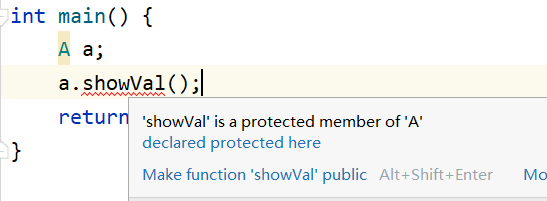 int main() {
A a;
a.showVal();
return
}
'showVal' is a protected member of 'A'
declared protected here
Make function 'showVal' public Alt+Shift+Enter Mo